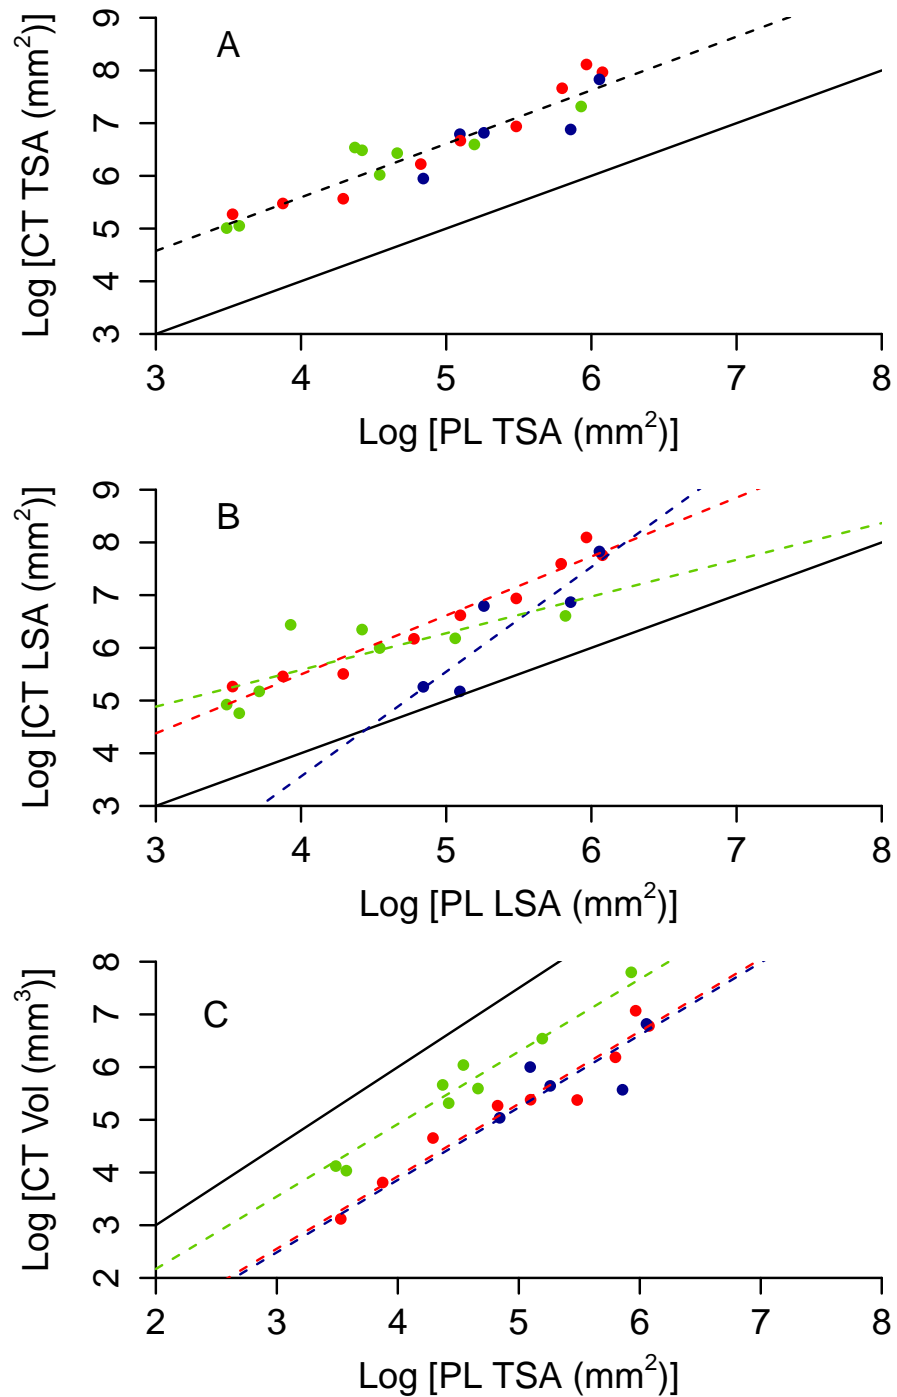 A
Log [CT TSA (mm²)]
9
8
7
6
5
4
3
3 4 5 6 7 8
Log [PL TSA (mm²)]
B
Log [CT LSA (mm²)]
9
8
7
6
5
4
3
3 4 5 6 7 8
Log [PL LSA (mm²)]
C
Log [CT Vol (mm³)]
8
7
6
5
4
3
2
2 3 4 5 6 7 8
Log [PL TSA (mm²)]